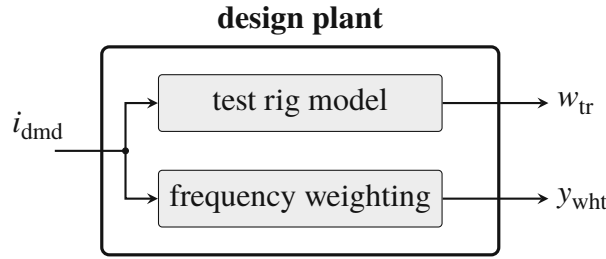 design plant
test rig model
w_tr
i_dmd
frequency weighting
y_wht